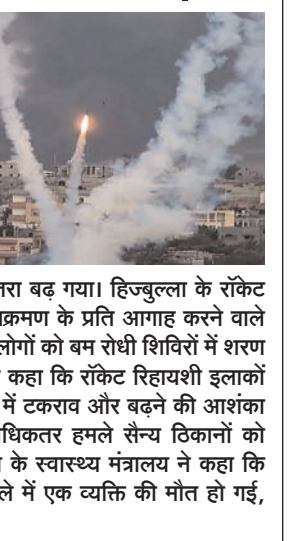 तरा बढ़ गया। हिज्बुल्ला के रॉकेट
क्रमण के प्रति आगाह करने वाले
लोगों को बम रोधी शिविरों में शरण
कहा कि रॉकेट रिहायशी इलाकों
में टकराव और बढ़ने की आशंका
धिकतर हमले सैन्य ठिकानों को
के स्वास्थ्य मंत्रालय ने कहा कि
ले में एक व्यक्ति की मौत हो गई,